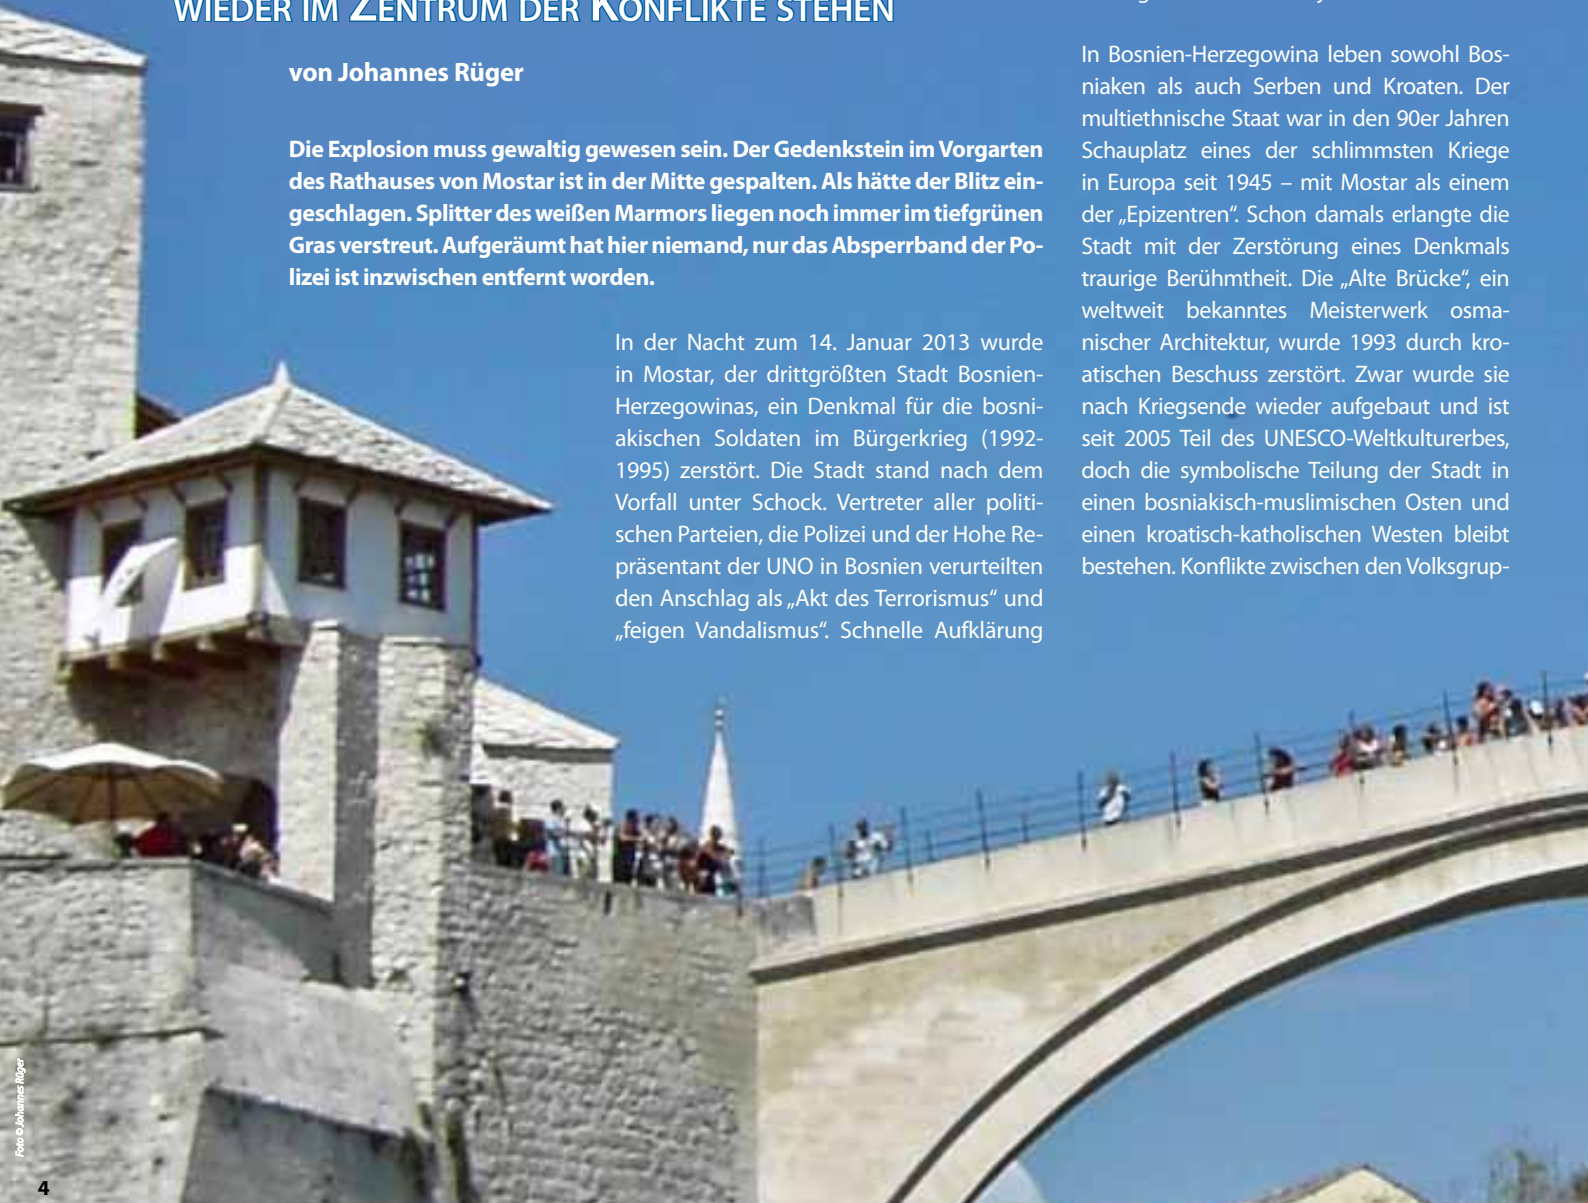 WIEDER IM ZENTRUM DER KONFLIKTE STEHEN
von Johannes Rüger
Die Explosion muss gewaltig gewesen sein. Der Gedenkstein im Vorgarten
des Rathauses von Mostar ist in der Mitte gespalten. Als hätte der Blitz ein-
geschlagen. Splitter des weißen Marmors liegen noch immer im tiefgrünen
Gras verstreut. Aufgeräumt hat hier niemand, nur das Absperrband der Po-
lizei ist inzwischen entfernt worden.
In der Nacht zum 14. Januar 2013 wurde
in Mostar, der drittgrößten Stadt Bosnien-
Herzegowinas, ein Denkmal für die bosni-
akischen Soldaten im Bürgerkrieg (1992-
1995) zerstört. Die Stadt stand nach dem
Vorfall unter Schock. Vertreter aller politi-
schen Parteien, die Polizei und der Hohe Re-
präsentant der UNO in Bosnien verurteilten
den Anschlag als „Akt des Terrorismus“ und
„feigen Vandalismus“. Schnelle Aufklärung
In Bosnien-Herzegowina leben sowohl Bos-
niaken als auch Serben und Kroaten. Der
multiethnische Staat war in den 90er Jahren
Schauplatz eines der schlimmsten Kriege
in Europa seit 1945 – mit Mostar als einem
der „Epizentren“. Schon damals erlangte die
Stadt mit der Zerstörung eines Denkmals
traurige Berühmtheit. Die „Alte Brücke“, ein
weltweit bekanntes Meisterwerk osma-
nischer Architektur, wurde 1993 durch kro-
atischen Beschuss zerstört. Zwar wurde sie
nach Kriegsende wieder aufgebaut und ist
seit 2005 Teil des UNESCO-Weltkulturerbes,
doch die symbolische Teilung der Stadt in
einen bosniakisch-muslimischen Osten und
einen kroatisch-katholischen Westen bleibt
bestehen. Konflikte zwischen den Volksgrup-
Foto © Johannes Rüger
4